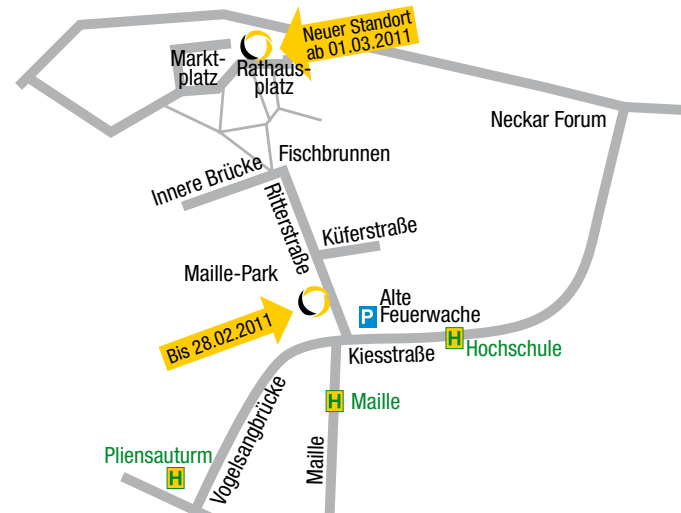 Neuer Standort
ab 01.03.2011
Markt-
platz
Rathaus-
platz
Neckar Forum
Fischbrunnen
Innere Brücke
Ritterstraße
Küferstraße
Maille-Park
Bis 28.02.2011
P
Alte
Feuerwache
Kiesstraße
H
Hochschule
H
Maille
Vogelsangbrücke
Maille
Pliensauturm
H